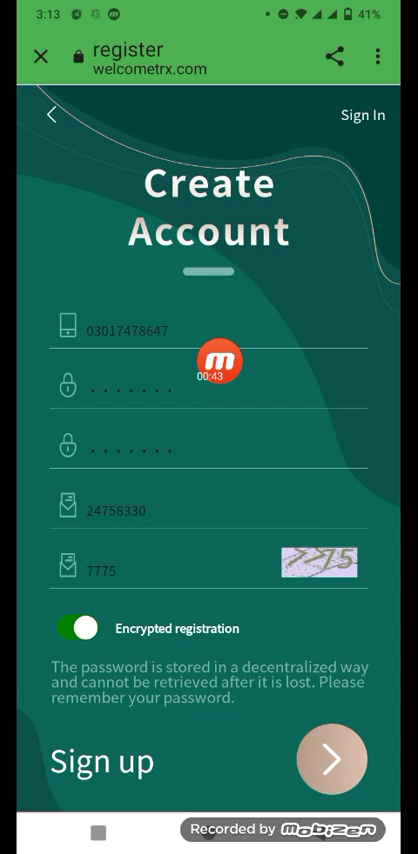 3:13
41%
register
welcometrx.com
Sign In
Create
Account
03017478647
00:43
24758330
7775
7775
Encrypted registration
The password is stored in a decentralized way
and cannot be retrieved after it is lost. Please
remember your password.
Sign up
Recorded by mobizen